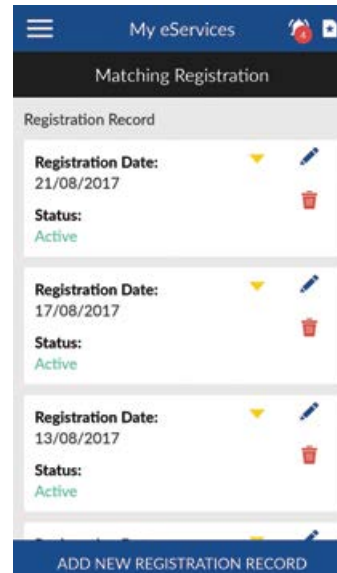 My eServices
4
Matching Registration
Registration Record
Registration Date:
21/08/2017
Status:
Active
Registration Date:
17/08/2017
Status:
Active
Registration Date:
13/08/2017
Status:
Active
ADD NEW REGISTRATION RECORD